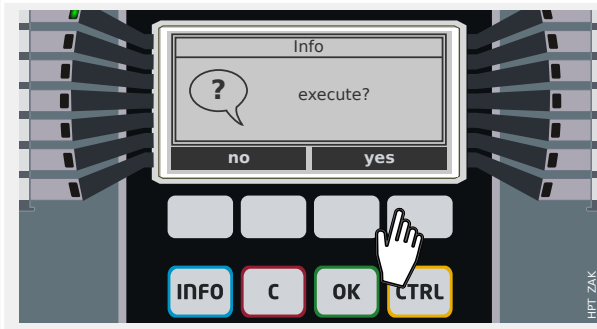 Info
?
execute?
no yes
INFO C OK CTRL
HPT ZAK